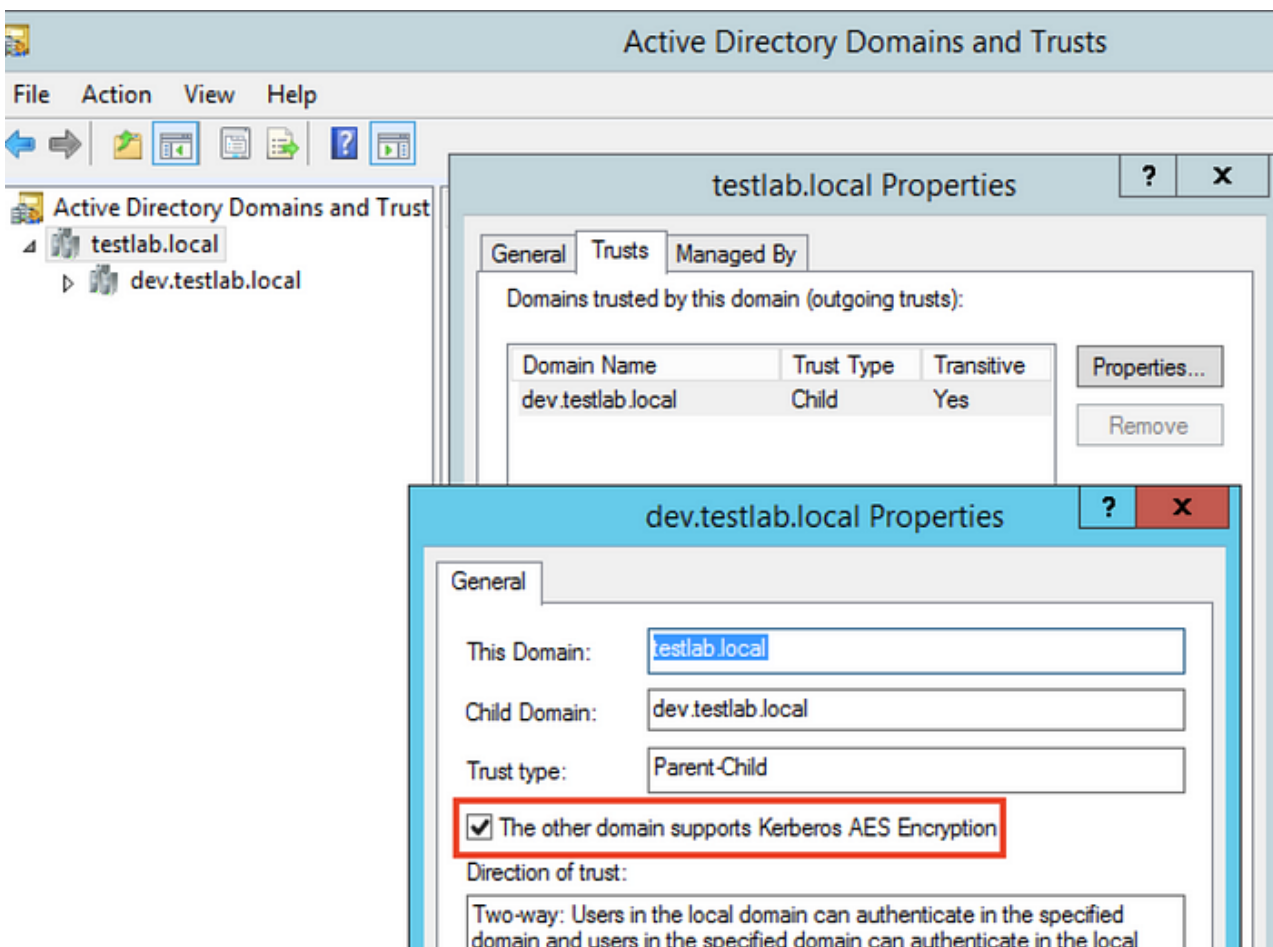 Active Directory Domains and Trusts
File Action View Help
testlab.local Properties
? x
Active Directory Domains and Trust
testlab.local
dev.testlab.local
General Trusts Managed By
Domains trusted by this domain (outgoing trusts):
Domain Name Trust Type Transitive
dev.testlab.local Child Yes
Properties...
Remove
dev.testlab.local Properties
? x
General
This Domain: testlab.local
Child Domain: dev.testlab.local
Trust type: Parent-Child
The other domain supports Kerberos AES Encryption
Direction of trust:
Two-way: Users in the local domain can authenticate in the specified
domain and users in the specified domain can authenticate in the local